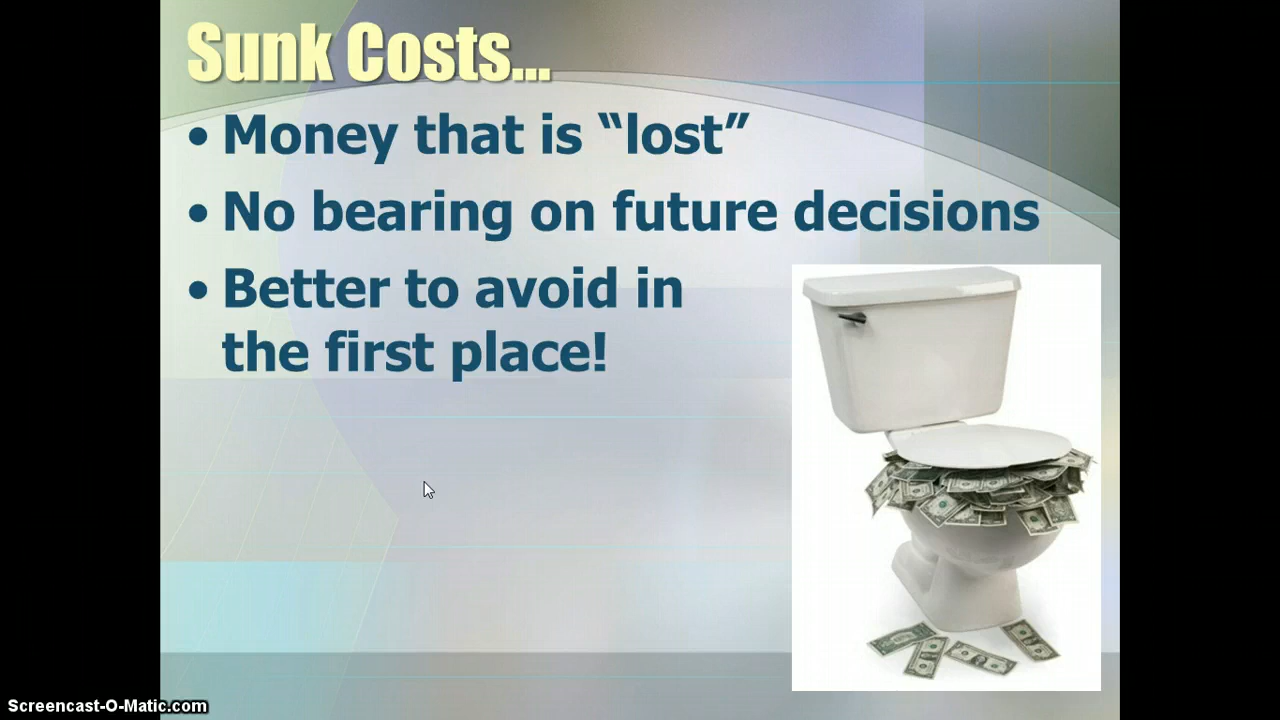 Sunk Costs...
• Money that is “lost”
• No bearing on future decisions
• Better to avoid in
the first place!
Screencast-O-Matic.com